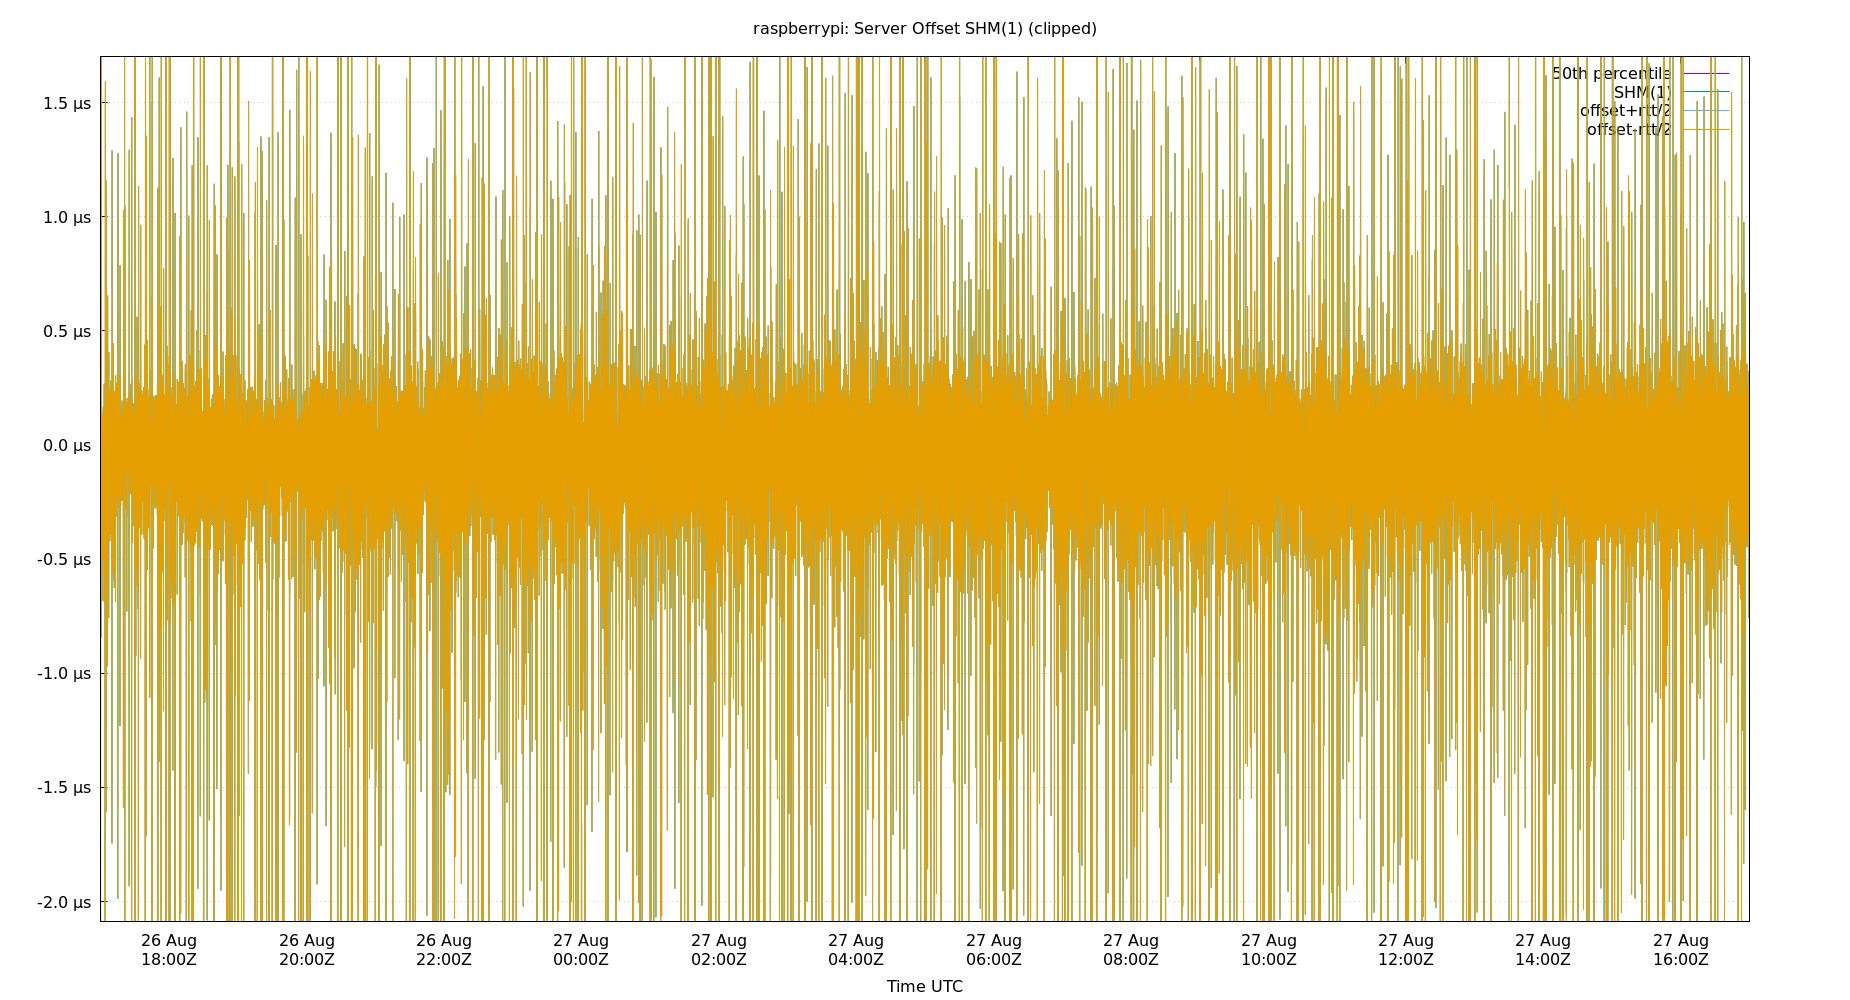 raspberrypi: Server Offset SHM(1) (clipped)
50th percentile
SHM(1)
offset+rtt/2
offset-rtt/2
1.5 µs
1.0 µs
0.5 µs
0.0 µs
-0.5 µs
-1.0 µs
-1.5 µs
-2.0 µs
26 Aug 26 Aug 26 Aug 27 Aug 27 Aug 27 Aug 27 Aug 27 Aug 27 Aug 27 Aug 27 Aug 27 Aug
18:00Z 20:00Z 22:00Z 00:00Z 02:00Z 04:00Z 06:00Z 08:00Z 10:00Z 12:00Z 14:00Z 16:00Z
Time UTC